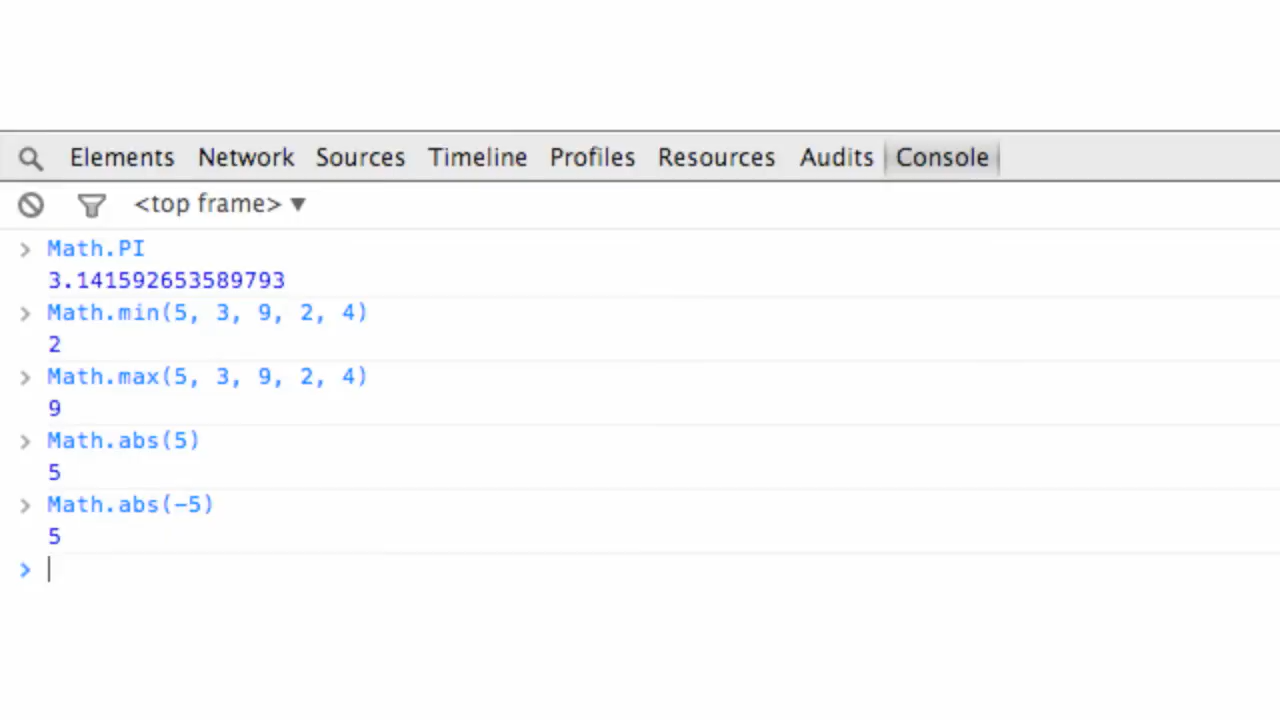 Elements Network Sources Timeline Profiles Resources Audits Console
<top frame> ▼
> Math.PI
3.141592653589793
> Math.min(5, 3, 9, 2, 4)
2
> Math.max(5, 3, 9, 2, 4)
9
> Math.abs(5)
5
> Math.abs(-5)
5
>